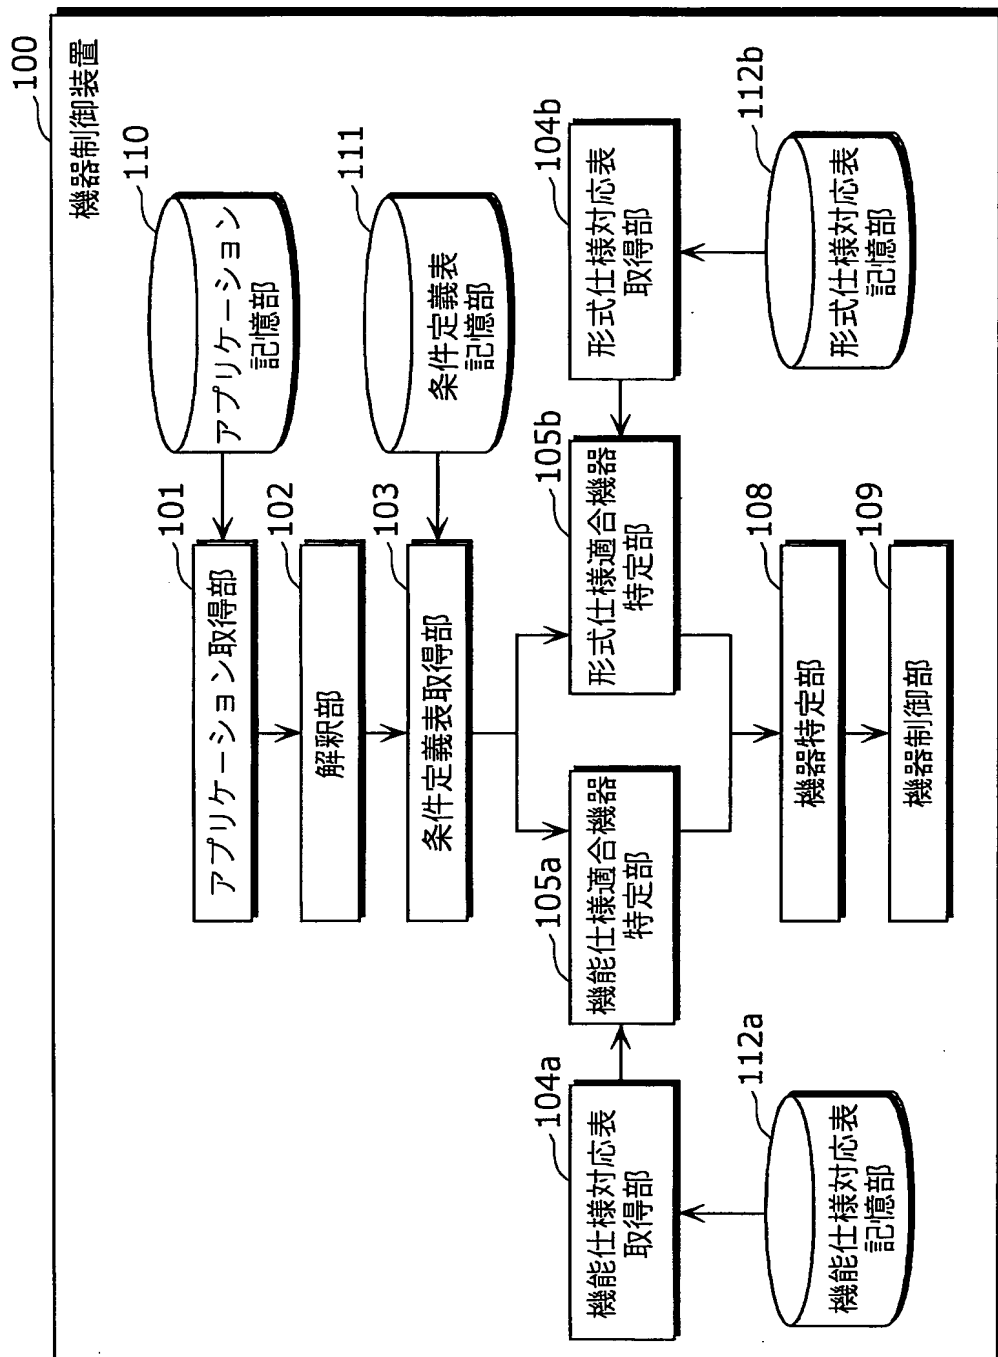 100
機器制御装置
110
アプリケーション
記憶部
101
アプリケーション取得部
102
解釈部
111
条件定義表
記憶部
103
条件定義表取得部
104a
機能仕様対応表
取得部
105a
機能仕様適合機器
特定部
105b
形式仕様適合機器
特定部
104b
形式仕様対応表
取得部
112a
機能仕様対応表
記憶部
108
機器特定部
109
機器制御部
112b
形式仕様対応表
記憶部